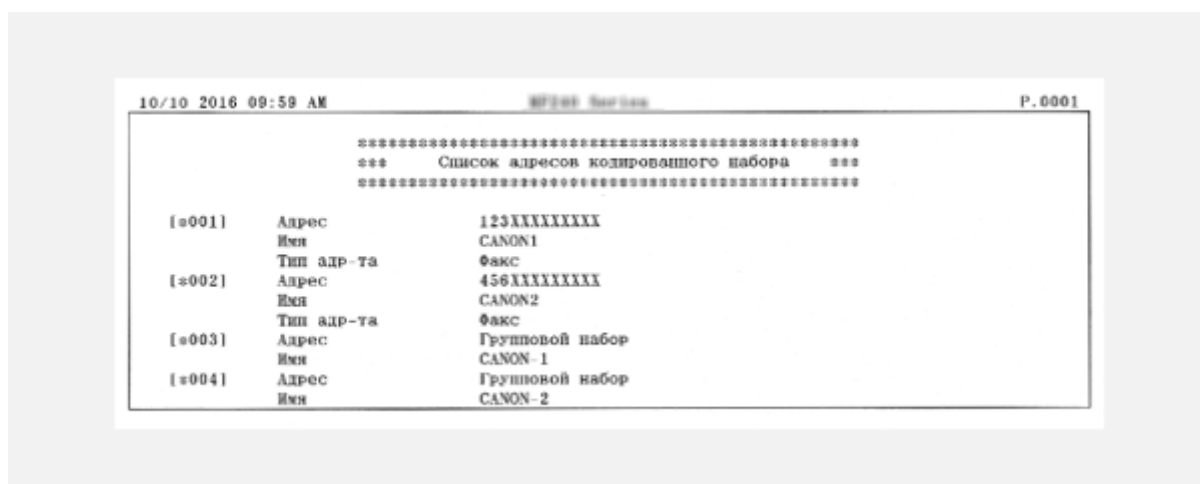 10/10 2016 09:59 AM P.0001
**************************************************
*** Список адресов кодированного набора ***
**************************************************
[*001] Адрес 123XXXXXXXXX
Имя CANON1
Тип адр-та Факс
[*002] Адрес 456XXXXXXXXX
Имя CANON2
Тип адр-та Факс
[*003] Адрес Групповой набор
Имя CANON-1
[*004] Адрес Групповой набор
Имя CANON-2